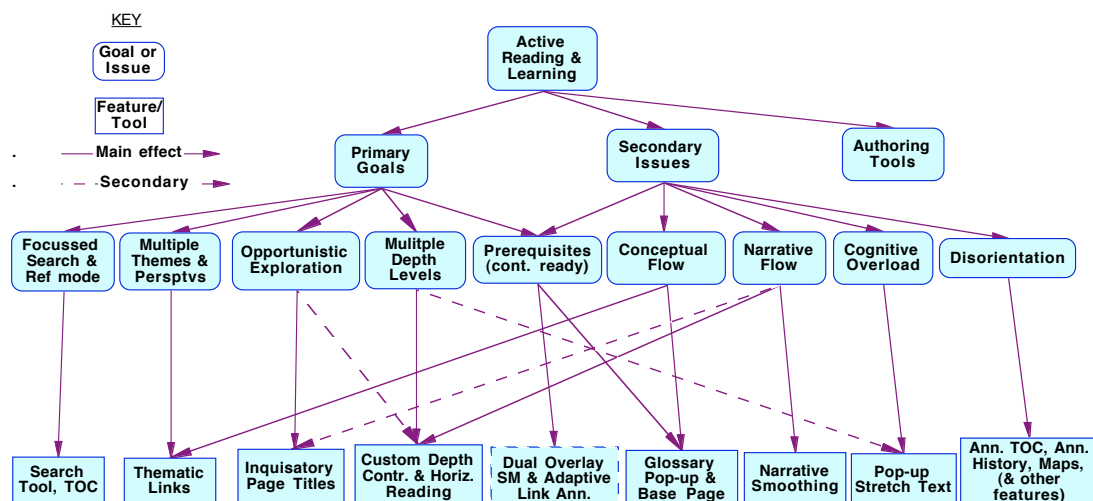 KEY
Goal or
Issue
Feature/
Tool
. Main effect
. Secondary
Active
Reading &
Learning
Primary
Goals
Secondary
Issues
Authoring
Tools
Focussed
Search &
Ref mode
Multiple
Themes &
Persptvs
Opportunistic
Exploration
Mulitple
Depth
Levels
Prerequisites
(cont. ready)
Conceptual
Flow
Narrative
Flow
Cognitive
Overload
Disorientation
Search
Tool, TOC
Thematic
Links
Inquisatory
Page Titles
Custom Depth
Contr. & Horiz.
Reading
Dual Overlay
SM & Adaptive
Link Ann.
Glossary
Pop-up &
Base Page
Narrative
Smoothing
Pop-up
Stretch Text
Ann. TOC, Ann.
History, Maps,
(& other
features)